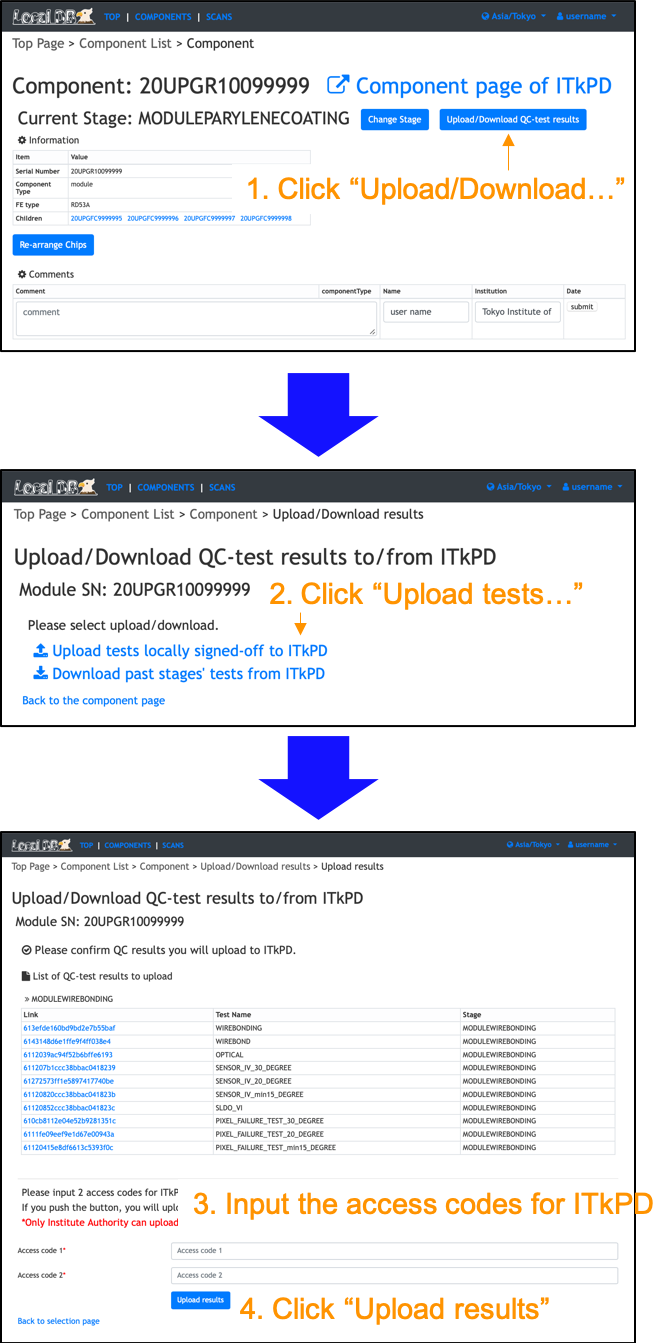 Local DB TOP | COMPONENTS | SCANS Asia/Tokyo username
Top Page > Component List > Component
Component: 20UPGR10099999 Component page of ITkPD
Current Stage: MODULEPARYLENECOATING Change Stage Upload/Download QC-test results
Information
Item Value
Serial Number 20UPGR10099999
Component Type module
FE type RD53A
Children 20UPGFC9999995 20UPGFC9999996 20UPGFC9999997 20UPGFC9999998
1. Click “Upload/Download…”
Re-arrange Chips
Comments
Comment componentType Name Institution Date
comment user name Tokyo Institute of submit
Local DB TOP | COMPONENTS | SCANS Asia/Tokyo username
Top Page > Component List > Component > Upload/Download results
Upload/Download QC-test results to/from ITkPD
Module SN: 20UPGR10099999
2. Click “Upload tests…”
Please select upload/download.
Upload tests locally signed-off to ITkPD
Download past stages' tests from ITkPD
Back to the component page
Local DB TOP | COMPONENTS | SCANS Asia/Tokyo username
Top Page > Component List > Component > Upload/Download results > Upload results
Upload/Download QC-test results to/from ITkPD
Module SN: 20UPGR10099999
Please confirm QC results you will upload to ITkPD.
List of QC-test results to upload
» MODULEWIREBONDING
Link Test Name Stage
613efde160bd9bd2e7b55baf WIREBONDING MODULEWIREBONDING
6143148d6e1ffe9f4ff038e4 WIREBOND MODULEWIREBONDING
6112039ac94f52b6bffe6193 OPTICAL MODULEWIREBONDING
611207b1ccc38bbac0418239 SENSOR_IV_30_DEGREE MODULEWIREBONDING
61272573ff1e5897417740be SENSOR_IV_20_DEGREE MODULEWIREBONDING
61120820ccc38bbac041823b SENSOR_IV_min15_DEGREE MODULEWIREBONDING
61120852ccc38bbac041823c SLDO_VI MODULEWIREBONDING
610cb8112e04e52b9281351c PIXEL_FAILURE_TEST_30_DEGREE MODULEWIREBONDING
6111fe09eef9e1d67e00943a PIXEL_FAILURE_TEST_20_DEGREE MODULEWIREBONDING
61120415e8df6613c5393f0c PIXEL_FAILURE_TEST_min15_DEGREE MODULEWIREBONDING
Please input 2 access codes for ITkP
If you push the button, you will uplo
*Only Institute Authority can upload
3. Input the access codes for ITkPD
Access code 1* Access code 1
Access code 2* Access code 2
Upload results
4. Click “Upload results”
Back to selection page